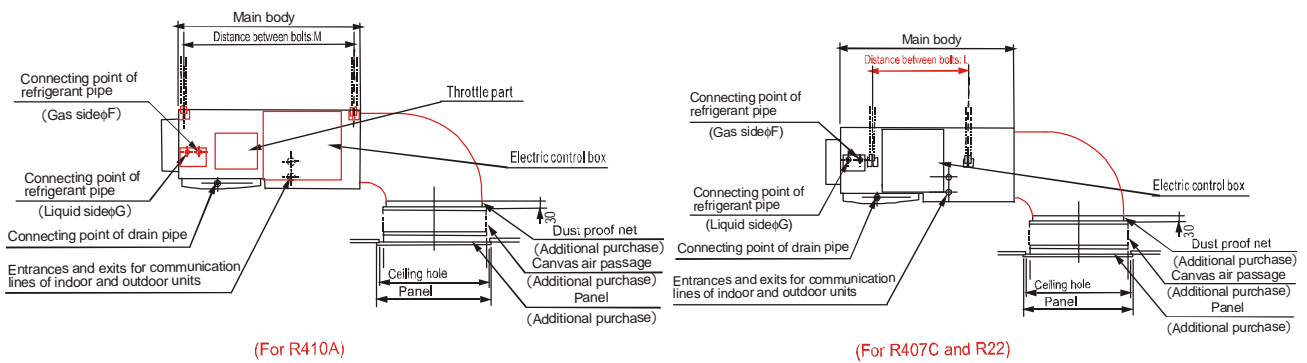 Main body
Distance between bolts:M
Connecting point of
refrigerant pipe
(Gas sideϕF)
Throttle part
Electric control box
Connecting point of
refrigerant pipe
(Liquid sideϕG)
Connecting point of drain pipe
Entrances and exits for communication
lines of indoor and outdoor units
30
Dust proof net
(Additional purchase)
Canvas air passage
(Additional purchase)
Ceiling hole
Panel
Panel
(Additional purchase)
(For R410A)
Main body
Distance between bolts: L
Connecting point of
refrigerant pipe
(Gas sideϕF)
Electric control box
Connecting point of
refrigerant pipe
(Liquid sideϕG)
Connecting point of drain pipe
Entrances and exits for communication
lines of indoor and outdoor units
30
Dust proof net
(Additional purchase)
Canvas air passage
(Additional purchase)
Ceiling hole
Panel
Panel
(Additional purchase)
(For R407C and R22)